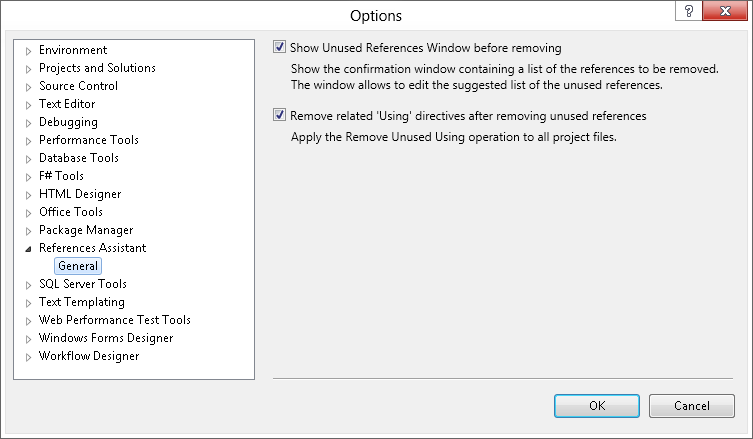 Options
?
Environment
Projects and Solutions
Source Control
Text Editor
Debugging
Performance Tools
Database Tools
F# Tools
HTML Designer
Office Tools
Package Manager
References Assistant
General
SQL Server Tools
Text Templating
Web Performance Test Tools
Windows Forms Designer
Workflow Designer
Show Unused References Window before removing
Show the confirmation window containing a list of the references to be removed.
The window allows to edit the suggested list of the unused references.
Remove related 'Using' directives after removing unused references
Apply the Remove Unused Using operation to all project files.
OK
Cancel